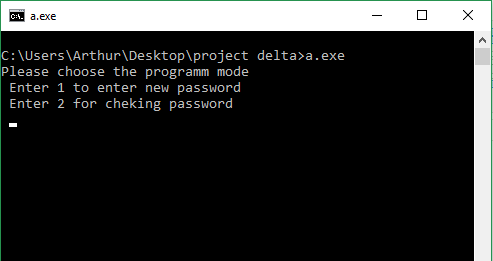 a.exe
C:\Users\Arthur\Desktop\project delta>a.exe
Please choose the programm mode
Enter 1 to enter new password
Enter 2 for cheking password